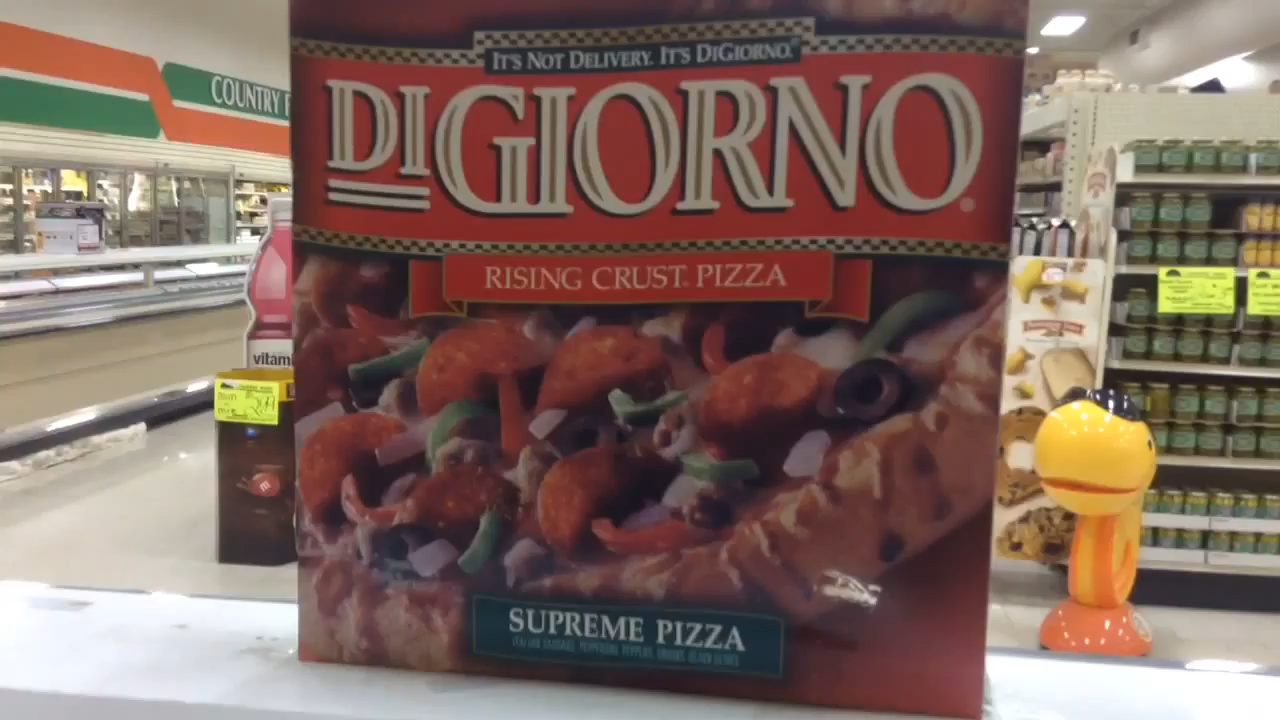 IT'S NOT DELIVERY. IT'S DIGIORNO.®
DIGIORNO®
RISING CRUST PIZZA
SUPREME PIZZA
COUNTRY
vitam